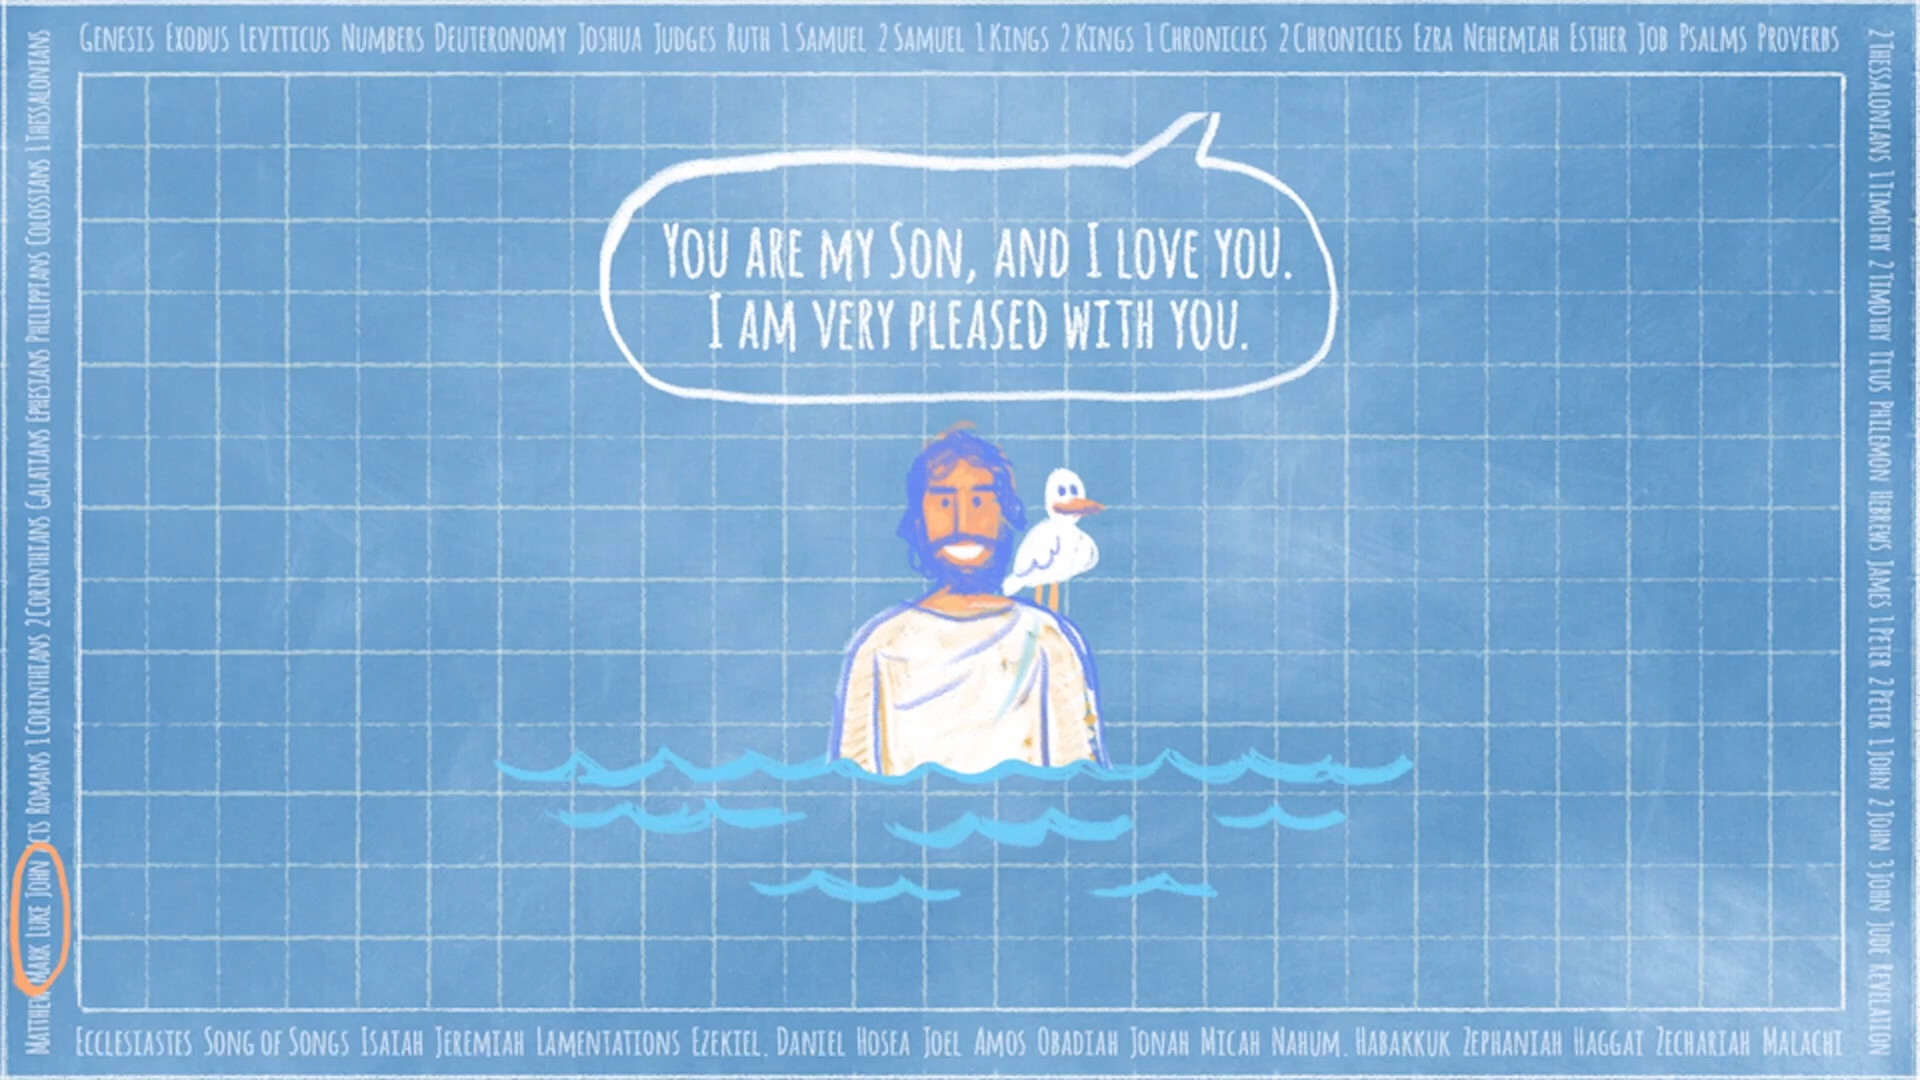 Genesis Exodus Leviticus Numbers Deuteronomy Joshua Judges Ruth 1 Samuel 2 Samuel 1 Kings 2 Kings 1 Chronicles 2 Chronicles Ezra Nehemiah Esther Job Psalms Proverbs
You are my Son, and I love you.
I am very pleased with you.
Ecclesiastes Song of Songs Isaiah Jeremiah Lamentations Ezekiel. Daniel Hosea Joel Amos Obadiah Jonah Micah Nahum. Habakkuk Zephaniah Haggai Zechariah Malachi
Matthew Mark Luke John Acts Romans 1 Corinthians 2 Corinthians Galatians Ephesians Philippians Colossians 1 Thessalonians
2 Thessalonians 1 Timothy 2 Timothy Titus Philemon Hebrews James 1 Peter 2 Peter 1 John 2 John 3 John Jude Revelation